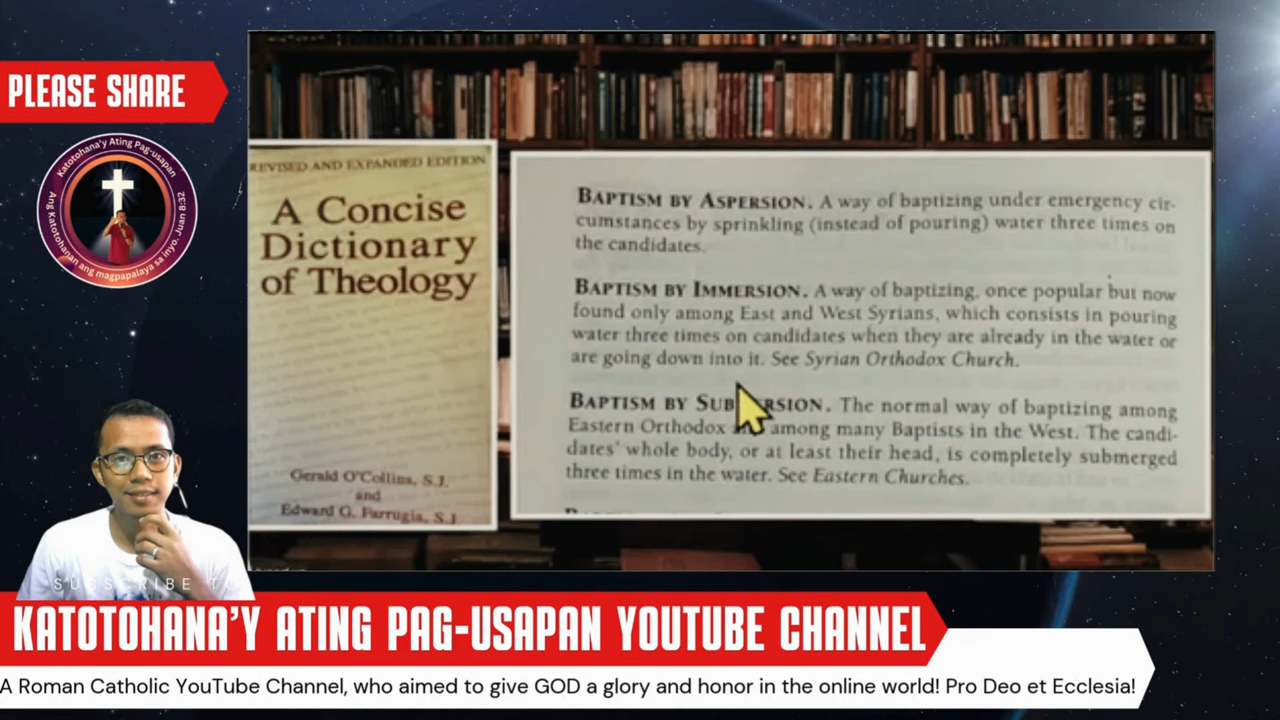 PLEASE SHARE
Katotohana'y Ating Pag-usapan
Ang Katotohanan ang magpapalaya sa inyo. Juan 8:32
REVISED AND EXPANDED EDITION
A Concise
Dictionary
of Theology
Gerald O'Collins, S.J.
and
Edward G. Farrugia, S.J
BAPTISM BY ASPERSION. A way of baptizing under emergency cir-
cumstances by sprinkling (instead of pouring) water three times on
the candidates.
BAPTISM BY IMMERSION. A way of baptizing, once popular but now
found only among East and West Syrians, which consists in pouring
water three times on candidates when they are already in the water or
are going down into it. See Syrian Orthodox Church.
BAPTISM BY SUB RSION. The normal way of baptizing among
Eastern Orthodox among many Baptists in the West. The candi-
dates' whole body, or at least their head, is completely submerged
three times in the water. See Eastern Churches.
SUBSCRIBE TO
KATOTOHANA'Y ATING PAG-USAPAN YOUTUBE CHANNEL
A Roman Catholic YouTube Channel, who aimed to give GOD a glory and honor in the online world! Pro Deo et Ecclesia!